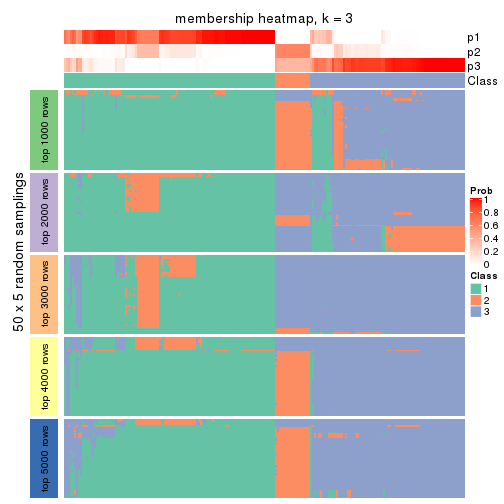 membership heatmap, k = 3
p1
p2
p3
Class
50 x 5 random samplings
top 1000 rows
top 2000 rows
top 3000 rows
top 4000 rows
top 5000 rows
Prob
1
0.8
0.6
0.4
0.2
0
Class
1
2
3